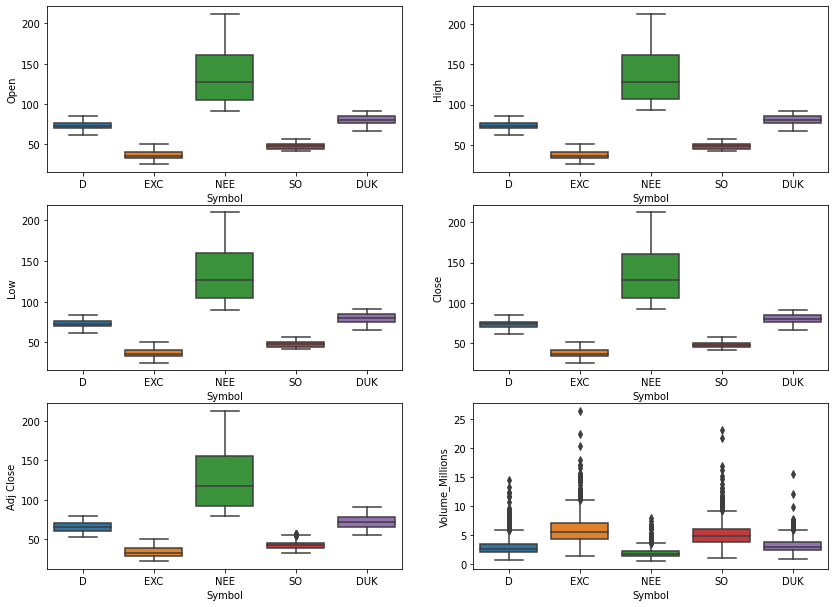 Open
200
150
100
50
D EXC NEE SO DUK
Symbol
High
200
150
100
50
D EXC NEE SO DUK
Symbol
Low
200
150
100
50
D EXC NEE SO DUK
Symbol
Close
200
150
100
50
D EXC NEE SO DUK
Symbol
Adj Close
200
150
100
50
D EXC NEE SO DUK
Symbol
Volume_Millions
25
20
15
10
5
0
D EXC NEE SO DUK
Symbol